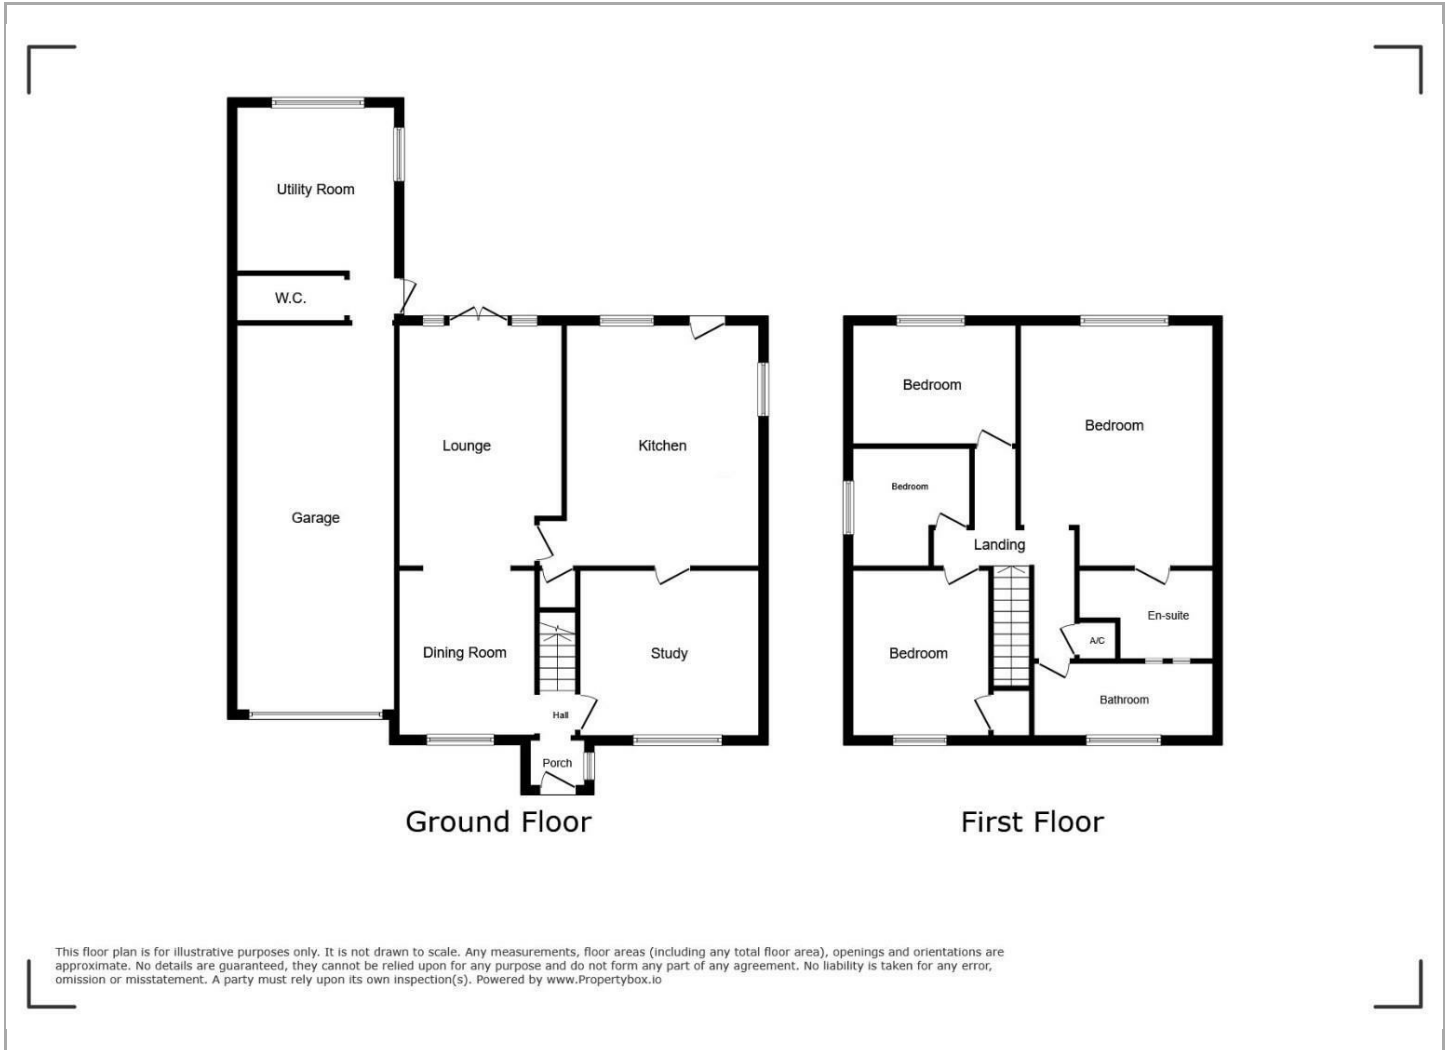 Utility Room
W.C.
Lounge
Kitchen
Garage
Dining Room
Study
Hall
Porch
Ground Floor
Bedroom
Bedroom
Bedroom
Landing
En-suite
A/C
Bedroom
Bathroom
First Floor
This floor plan is for illustrative purposes only. It is not drawn to scale. Any measurements, floor areas (including any total floor area), openings and orientations are
approximate. No details are guaranteed, they cannot be relied upon for any purpose and do not form any part of any agreement. No liability is taken for any error,
omission or misstatement. A party must rely upon its own inspection(s). Powered by www.Propertybox.io